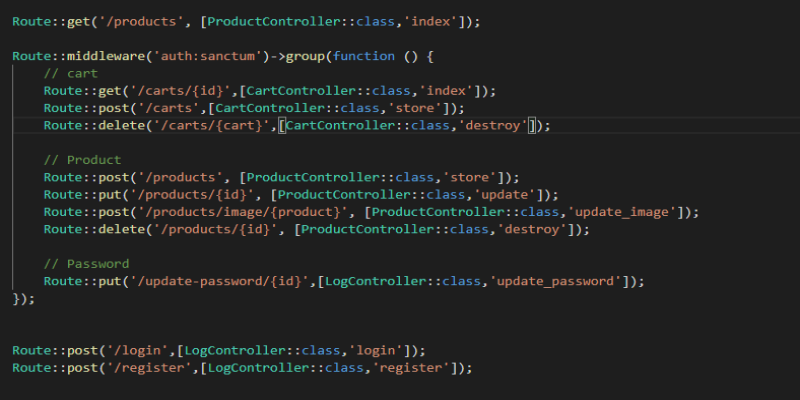 Route::get('/products', [ProductController::class,'index']);
Route::middleware('auth:sanctum')->group(function () {
// cart
Route::get('/carts/{id}',[CartController::class,'index']);
Route::post('/carts',[CartController::class,'store']);
Route::delete('/carts/{cart}',[CartController::class,'destroy']);
// Product
Route::post('/products', [ProductController::class,'store']);
Route::put('/products/{id}', [ProductController::class,'update']);
Route::post('/products/image/{product}', [ProductController::class,'update_image']);
Route::delete('/products/{id}', [ProductController::class,'destroy']);
// Password
Route::put('/update-password/{id}',[LogController::class,'update_password']);
});
Route::post('/login',[LogController::class,'login']);
Route::post('/register',[LogController::class,'register']);